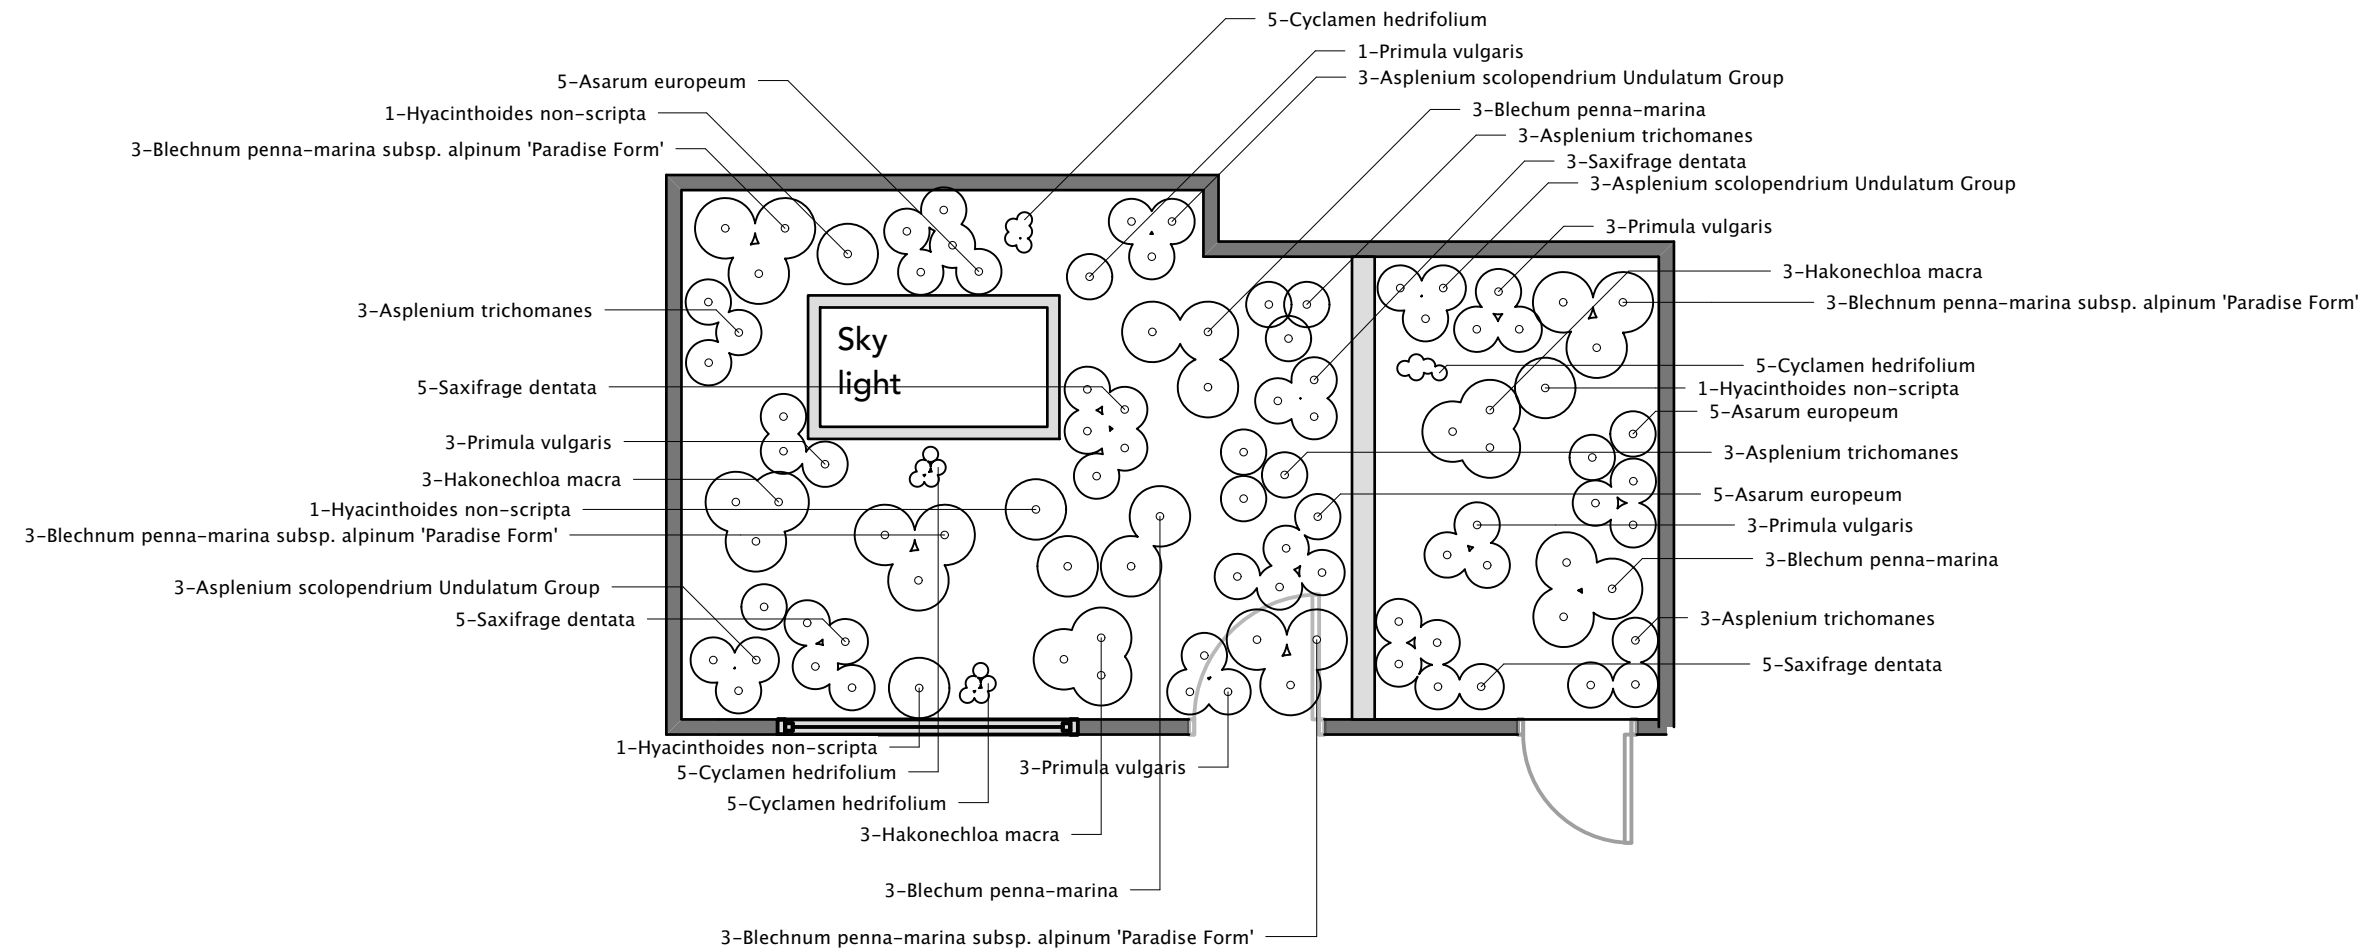 5-Cyclamen hedrifolium
1-Primula vulgaris
3-Asplenium scolopendrium Undulatum Group
5-Asarum europeum
3-Blechum penna-marina
1-Hyacinthoides non-scripta
3-Asplenium trichomanes
3-Blechnum penna-marina subsp. alpinum 'Paradise Form'
3-Saxifrage dentata
3-Asplenium scolopendrium Undulatum Group
3-Primula vulgaris
3-Hakonechloa macra
3-Blechnum penna-marina subsp. alpinum 'Paradise Form'
3-Asplenium trichomanes
Sky
light
5-Cyclamen hedrifolium
5-Saxifrage dentata
1-Hyacinthoides non-scripta
5-Asarum europeum
3-Primula vulgaris
3-Asplenium trichomanes
3-Hakonechloa macra
5-Asarum europeum
1-Hyacinthoides non-scripta
3-Primula vulgaris
3-Blechnum penna-marina subsp. alpinum 'Paradise Form'
3-Blechum penna-marina
3-Asplenium scolopendrium Undulatum Group
5-Saxifrage dentata
3-Asplenium trichomanes
5-Saxifrage dentata
1-Hyacinthoides non-scripta
5-Cyclamen hedrifolium
3-Primula vulgaris
5-Cyclamen hedrifolium
3-Hakonechloa macra
3-Blechum penna-marina
3-Blechnum penna-marina subsp. alpinum 'Paradise Form'